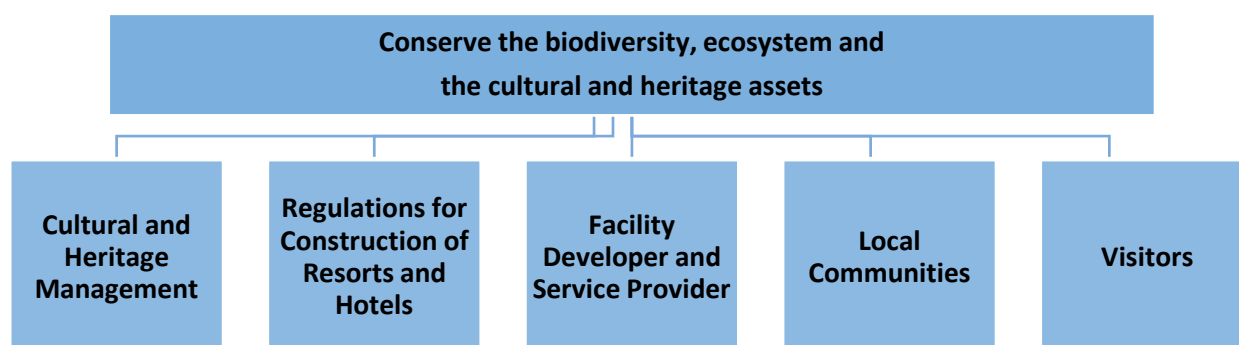 Conserve the biodiversity, ecosystem and
the cultural and heritage assets
Cultural and
Heritage
Management
Regulations for
Construction of
Resorts and
Hotels
Facility
Developer and
Service Provider
Local
Communities
Visitors